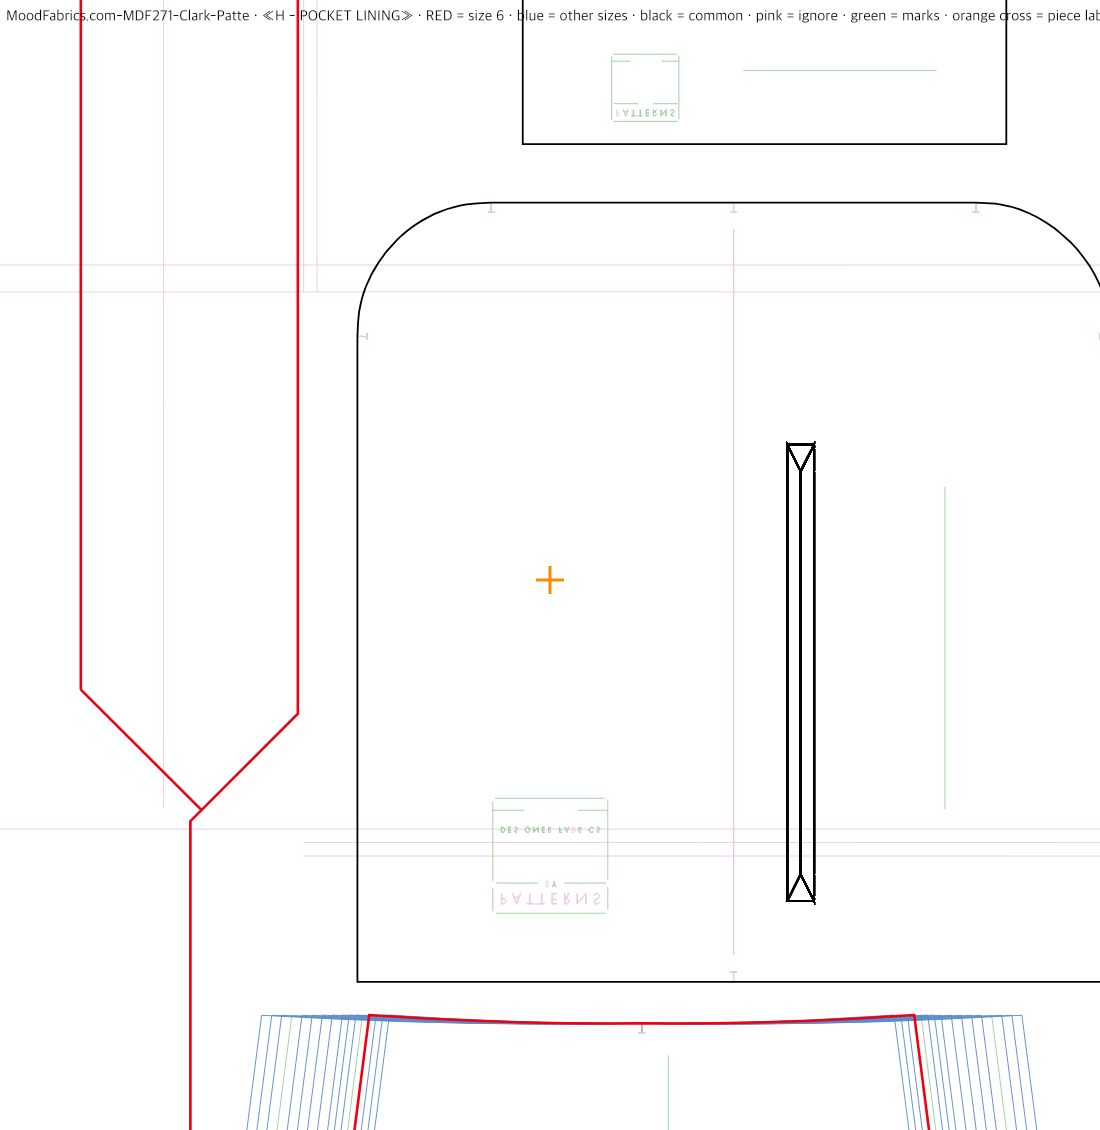 MoodFabrics.com-MDF271-Clark-Patte · ≪H - POCKET LINING≫ · RED = size 6 · blue = other sizes · black = common · pink = ignore · green = marks · orange cross = piece lab
PATTERNS
DESIGNER FABRICS
BY
PATTERNS